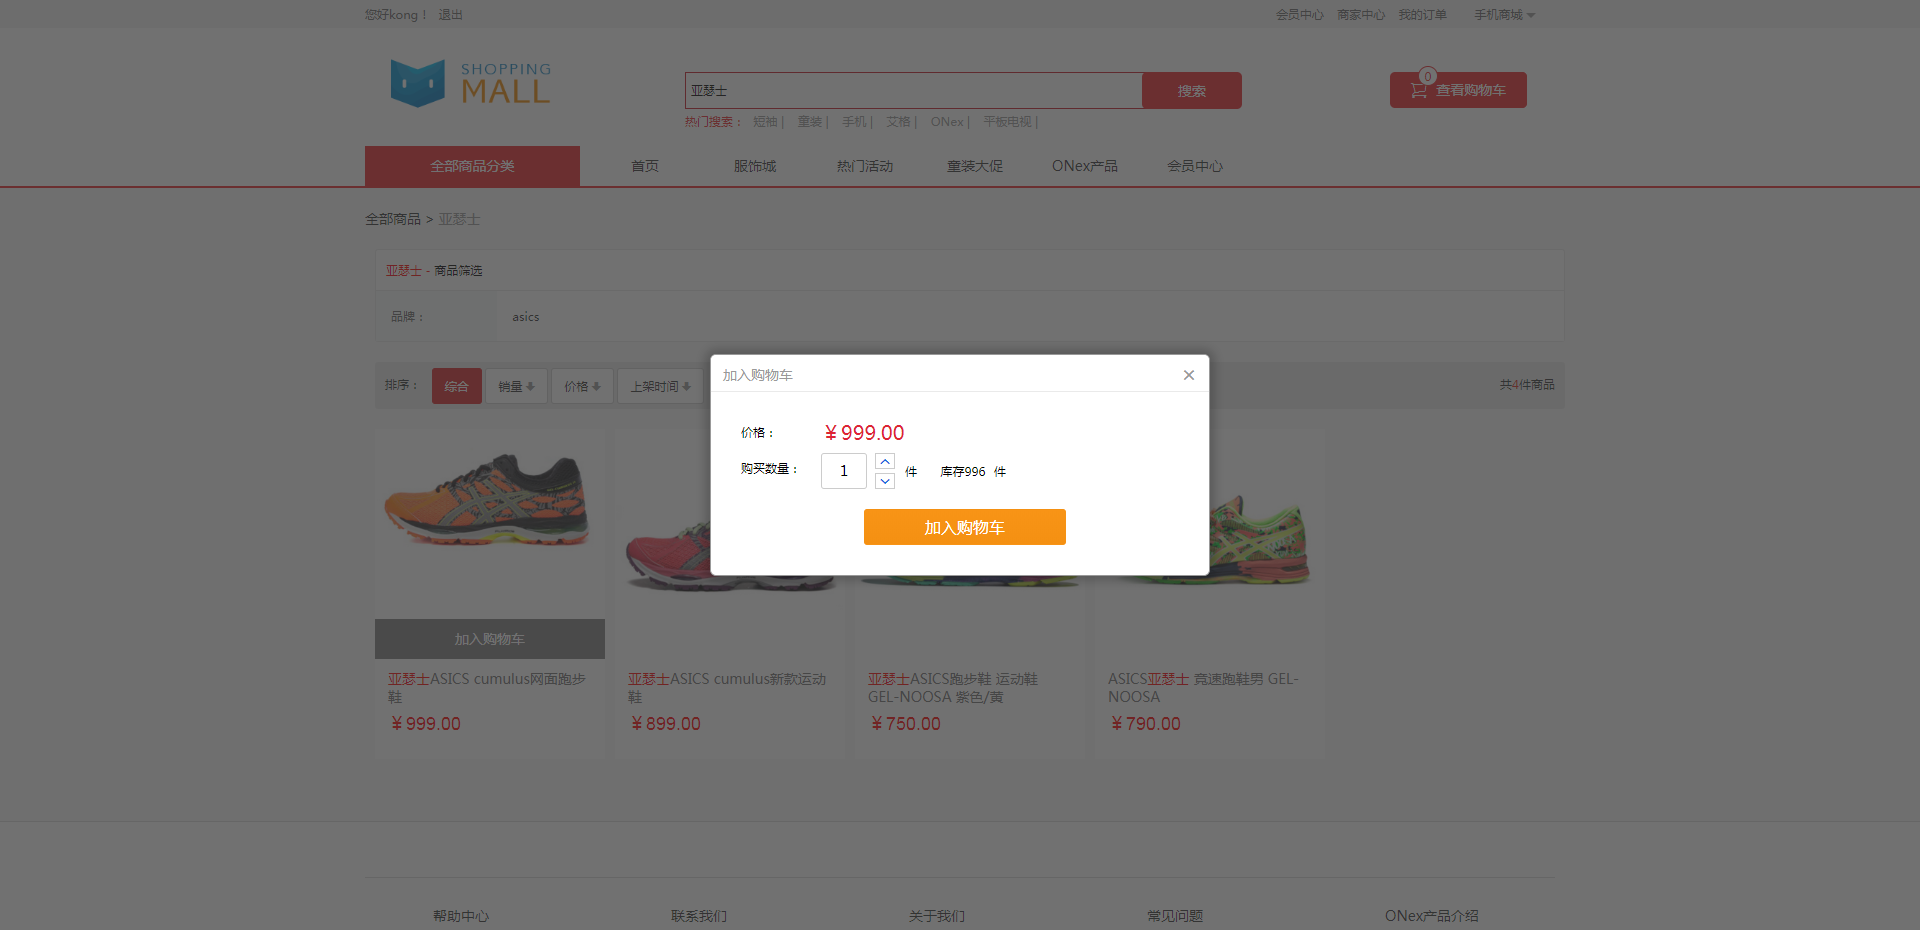 您好kong！ 退出
会员中心 商家中心 我的订单 手机商城
SHOPPING
MALL
亚瑟士 搜索
0
查看购物车
热门搜索： 短袖 | 童装 | 手机 | 艾格 | ONex | 平板电视 |
全部商品分类 首页 服饰城 热门活动 童装大促 ONex产品 会员中心
全部商品 > 亚瑟士
亚瑟士 - 商品筛选
品牌： asics
排序： 综合 销量 价格 上架时间 共4件商品
加入购物车 ×
价格： ¥ 999.00
购买数量： 1 件 库存996 件
加入购物车
加入购物车
亚瑟士ASICS cumulus网面跑步
鞋
¥ 999.00
亚瑟士ASICS cumulus新款运动
鞋
¥ 899.00
亚瑟士ASICS跑步鞋 运动鞋
GEL-NOOSA 紫色/黄
¥ 750.00
ASICS亚瑟士 竞速跑鞋男 GEL-
NOOSA
¥ 790.00
帮助中心 联系我们 关于我们 常见问题 ONex产品介绍